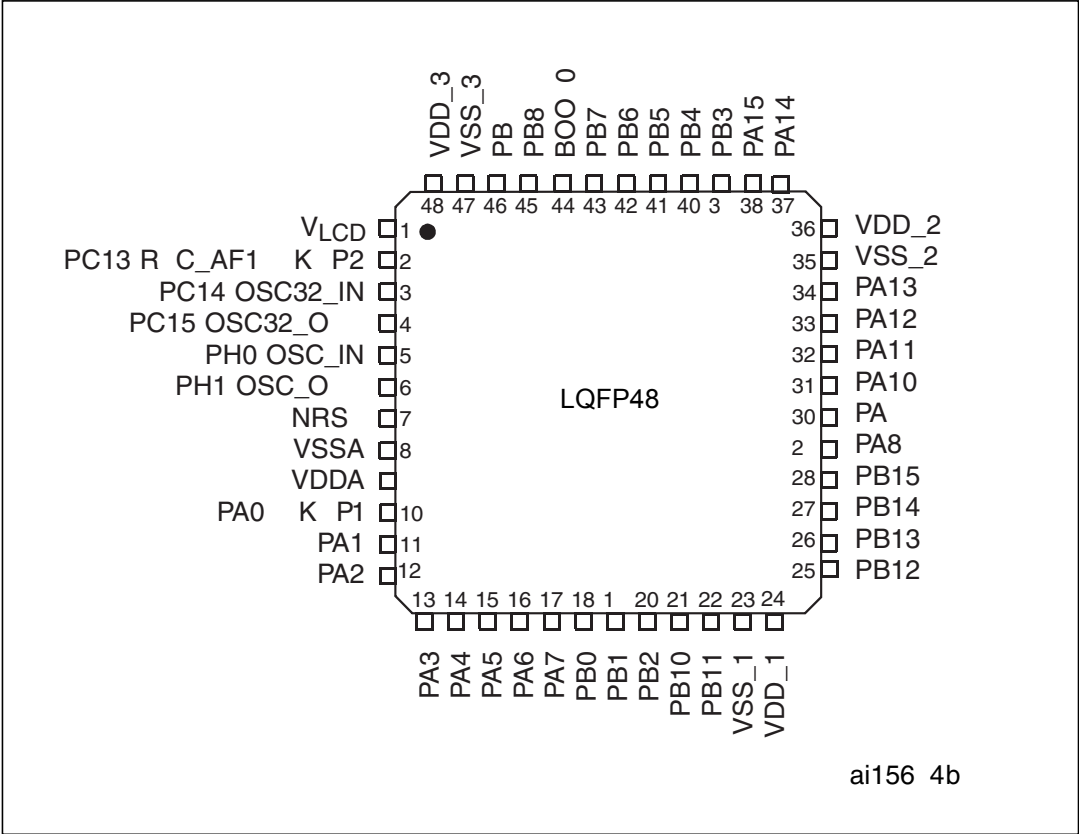 VDD_3
VSS_3
PB
PB8
BOO 0
PB7
PB6
PB5
PB4
PB3
PA15
PA14
48 47 46 45 44 43 42 41 40 3 38 37
VLCD 1
PC13 R C_AF1 K P2 2
PC14 OSC32_IN 3
PC15 OSC32_O 4
PH0 OSC_IN 5
PH1 OSC_O 6
NRS 7
VSSA 8
VDDA
PA0 K P1 10
PA1 11
PA2 12
LQFP48
36 VDD_2
35 VSS_2
34 PA13
33 PA12
32 PA11
31 PA10
30 PA
2 PA8
28 PB15
27 PB14
26 PB13
25 PB12
13 14 15 16 17 18 1 20 21 22 23 24
PA3
PA4
PA5
PA6
PA7
PB0
PB1
PB2
PB10
PB11
VSS_1
VDD_1
ai156 4b